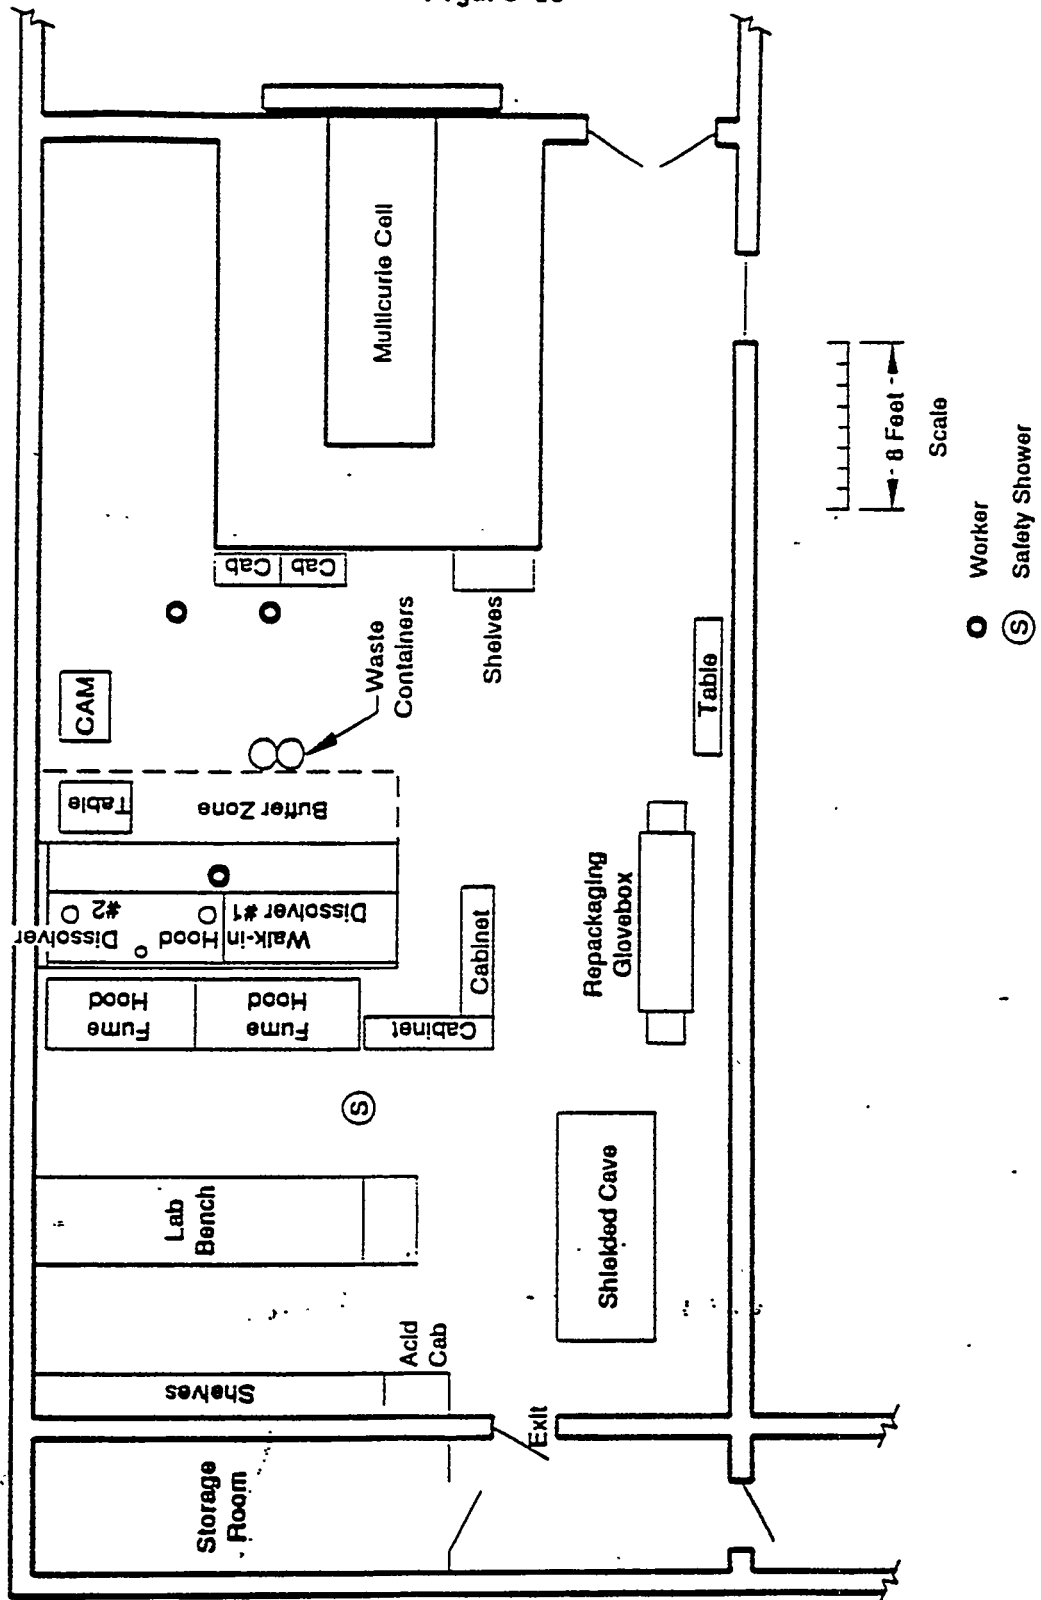 Multicurie Cell
Cab
Cab
Shelves
Waste
Containers
CAM
Table
Buffer Zone
Table
Dissolver
#2
Walk-in Hood
Dissolver #1
Fume
Hood
Fume
Hood
Cabinet
Cabinet
Repackaging
Glovebox
S
Lab
Bench
Shielded Cave
Shelves
Acid
Cab
Exit
Storage
Room
8 Feet
Scale
O Worker
S Safety Shower